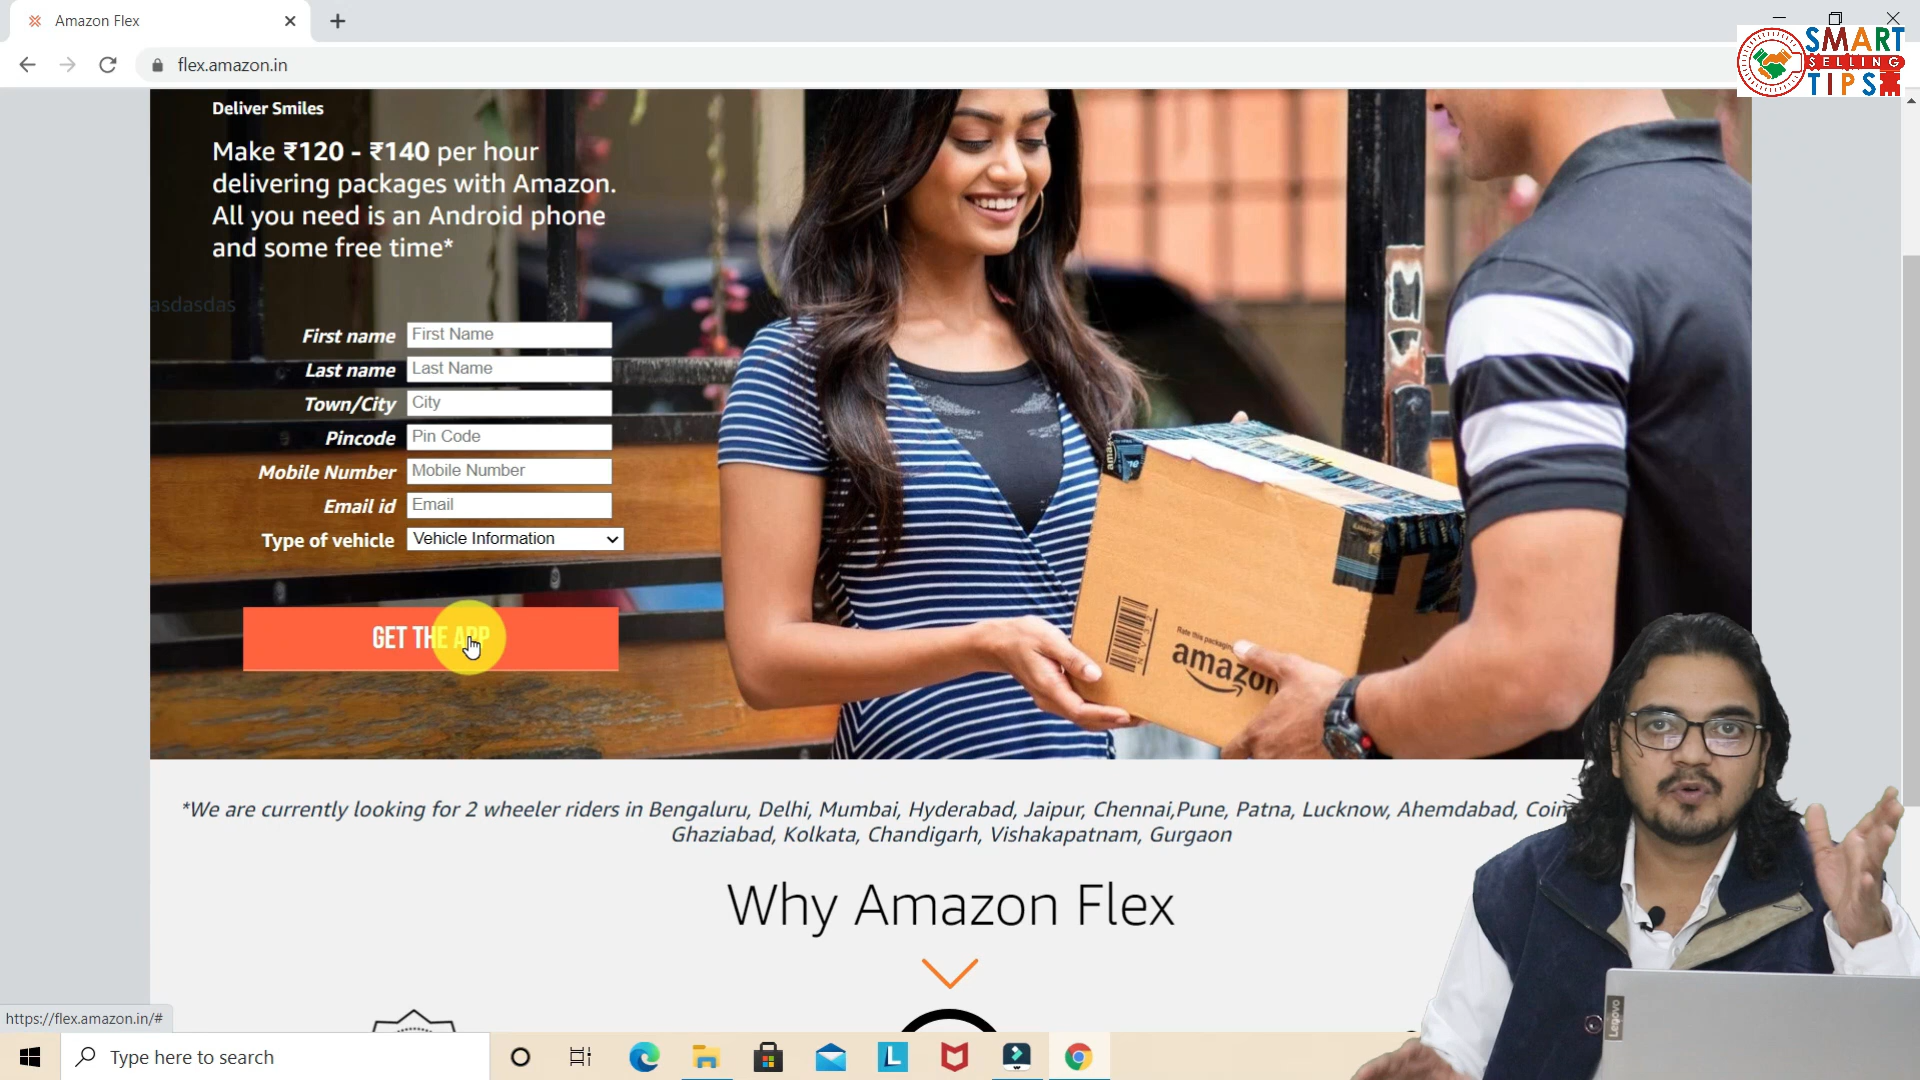 Amazon Flex
flex.amazon.in
SMART
SELLING
TIPS
Deliver Smiles
Make ₹120 - ₹140 per hour
delivering packages with Amazon.
All you need is an Android phone
and some free time*
asdasdas
First name First Name
Last name Last Name
Town/City City
Pincode Pin Code
Mobile Number Mobile Number
Email id Email
Type of vehicle Vehicle Information
GET THE APP
Rate this packaging
amazon
*We are currently looking for 2 wheeler riders in Bengaluru, Delhi, Mumbai, Hyderabad, Jaipur, Chennai,Pune, Patna, Lucknow, Ahemdabad,
Ghaziabad, Kolkata, Chandigarh, Vishakapatnam, Gurgaon
Why Amazon Flex
https://flex.amazon.in/#
Type here to search
Lenovo